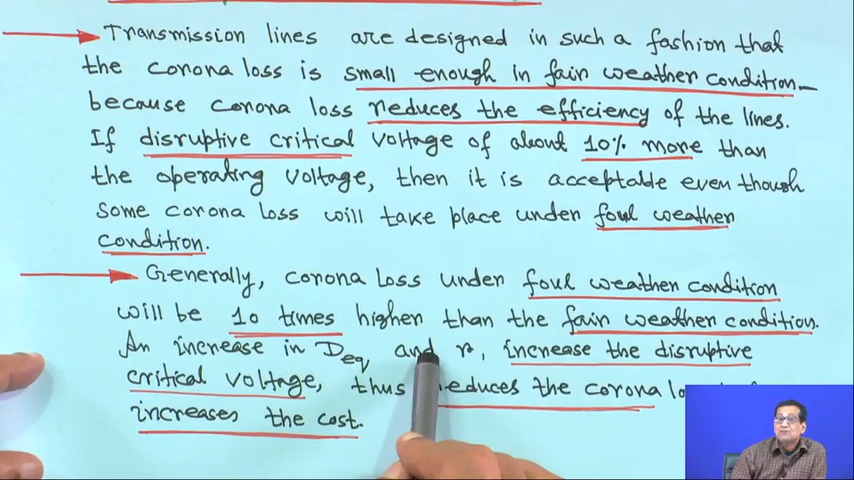 Transmission lines are designed in such a fashion that
the corona loss is small enough in fair weather condition
because corona loss reduces the efficiency of the lines.
If disruptive critical voltage of about 10% more than
the operating voltage, then it is acceptable even though
some corona loss will take place under foul weather
condition.
Generally, corona loss under foul weather condition
will be 10 times higher than the fair weather condition.
An increase in Deq and r, increase the disruptive
critical voltage, thus reduces the corona
increases the cost.